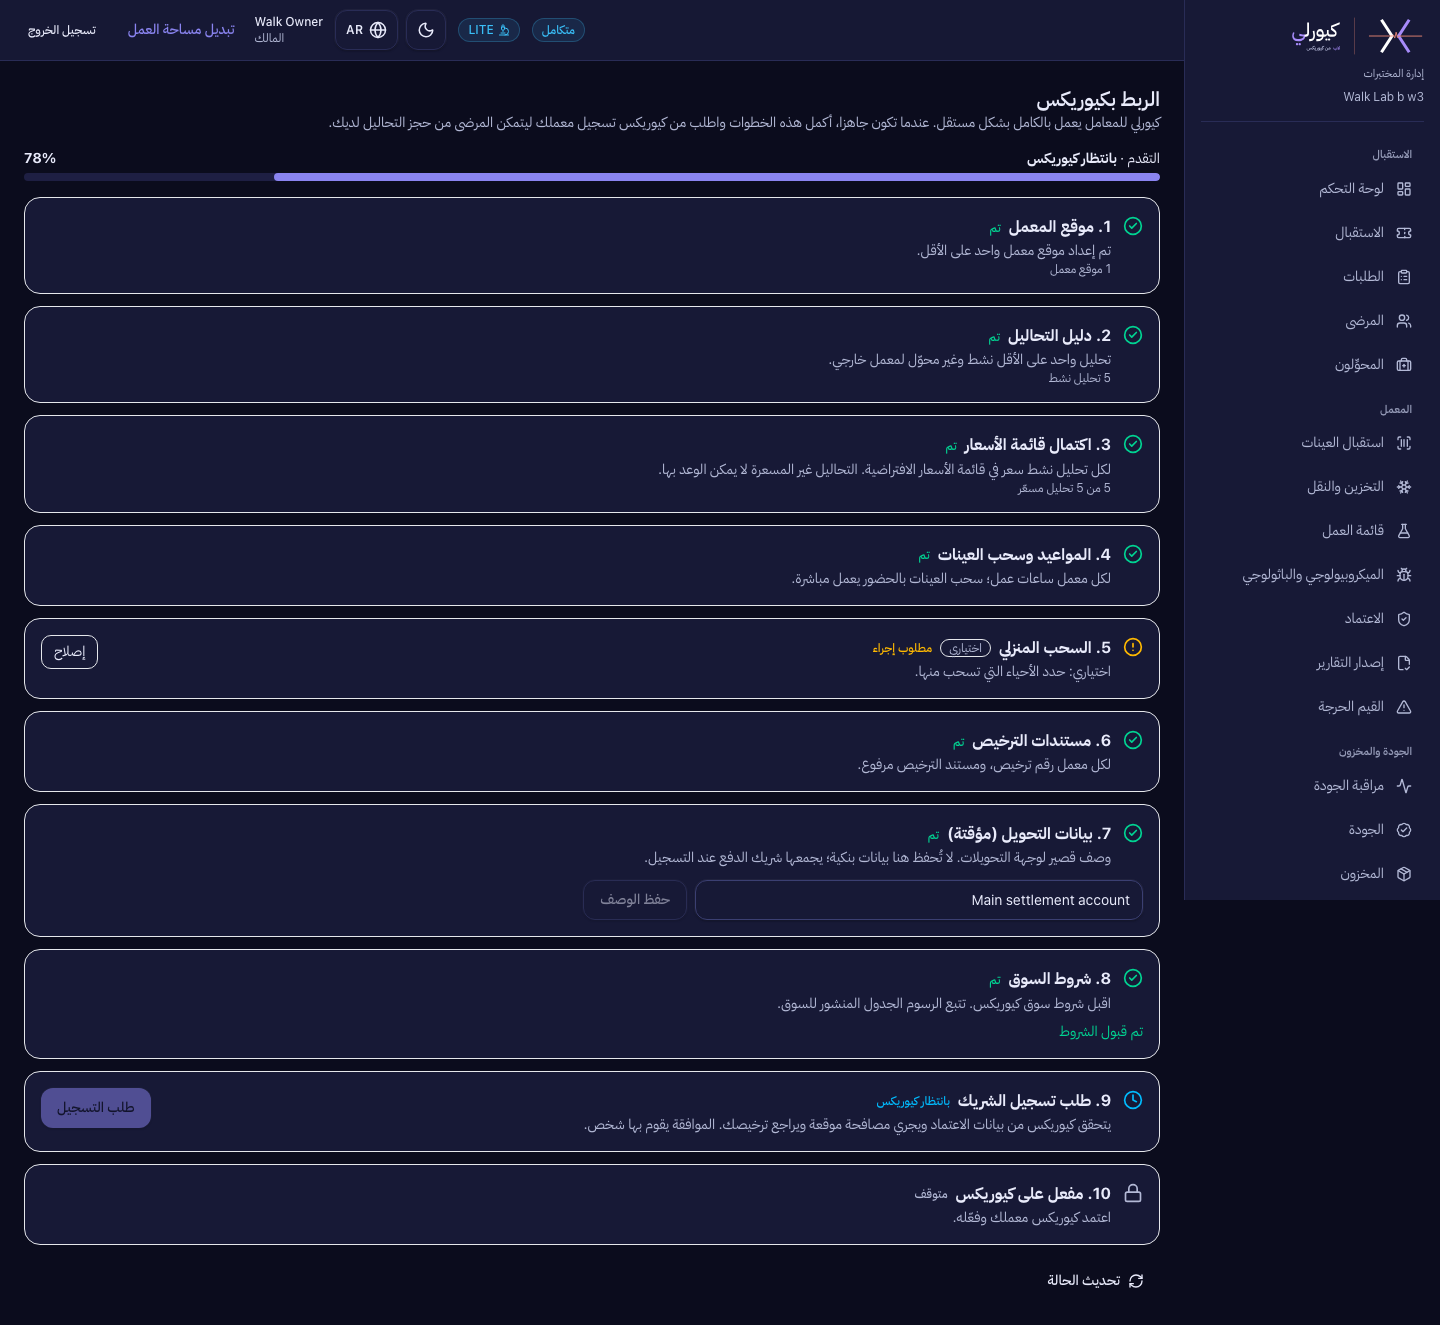 كيورلي
إدارة المختبرات
Walk Lab b w3
الاستقبال
لوحة التحكم
الاستقبال
الطلبات
المرضى
المحوِّلون
المعمل
استقبال العينات
التخزين والنقل
قائمة العمل
الميكروبيولوجي والباثولوجي
الاعتماد
إصدار التقارير
القيم الحرجة
الجودة والمخزون
مراقبة الجودة
الجودة
المخزون
متكامل
LITE
AR
Walk Owner
المالك
تبديل مساحة العمل
تسجيل الخروج
الربط بكيوريكس
كيورلي للمعامل يعمل بالكامل بشكل مستقل. عندما تكون جاهزا، أكمل هذه الخطوات واطلب من كيوريكس تسجيل معملك ليتمكن المرضى من حجز التحاليل لديك.
التقدم · بانتظار كيوريكس
78%
1. موقع المعمل تم
تم إعداد موقع معمل واحد على الأقل.
1 موقع معمل
2. دليل التحاليل تم
تحليل واحد على الأقل نشط وغير محوّل لمعمل خارجي.
5 تحليل نشط
3. اكتمال قائمة الأسعار تم
لكل تحليل نشط سعر في قائمة الأسعار الافتراضية. التحاليل غير المسعرة لا يمكن الوعد بها.
5 من 5 تحليل مسعّر
4. المواعيد وسحب العينات تم
لكل معمل ساعات عمل؛ سحب العينات بالحضور يعمل مباشرة.
5. السحب المنزلي اختياري مطلوب إجراء
اختياري: حدد الأحياء التي تسحب منها.
إصلاح
6. مستندات الترخيص تم
لكل معمل رقم ترخيص، ومستند الترخيص مرفوع.
7. بيانات التحويل (مؤقتة) تم
وصف قصير لوجهة التحويلات. لا تُحفظ هنا بيانات بنكية؛ يجمعها شريك الدفع عند التسجيل.
Main settlement account
حفظ الوصف
8. شروط السوق تم
اقبل شروط سوق كيوريكس. تتبع الرسوم الجدول المنشور للسوق.
تم قبول الشروط
9. طلب تسجيل الشريك بانتظار كيوريكس
يتحقق كيوريكس من بيانات الاعتماد ويجري مصافحة موقعة ويراجع ترخيصك. الموافقة يقوم بها شخص.
طلب التسجيل
10. مفعل على كيوريكس متوقف
اعتمد كيوريكس معملك وفعّله.
تحديث الحالة